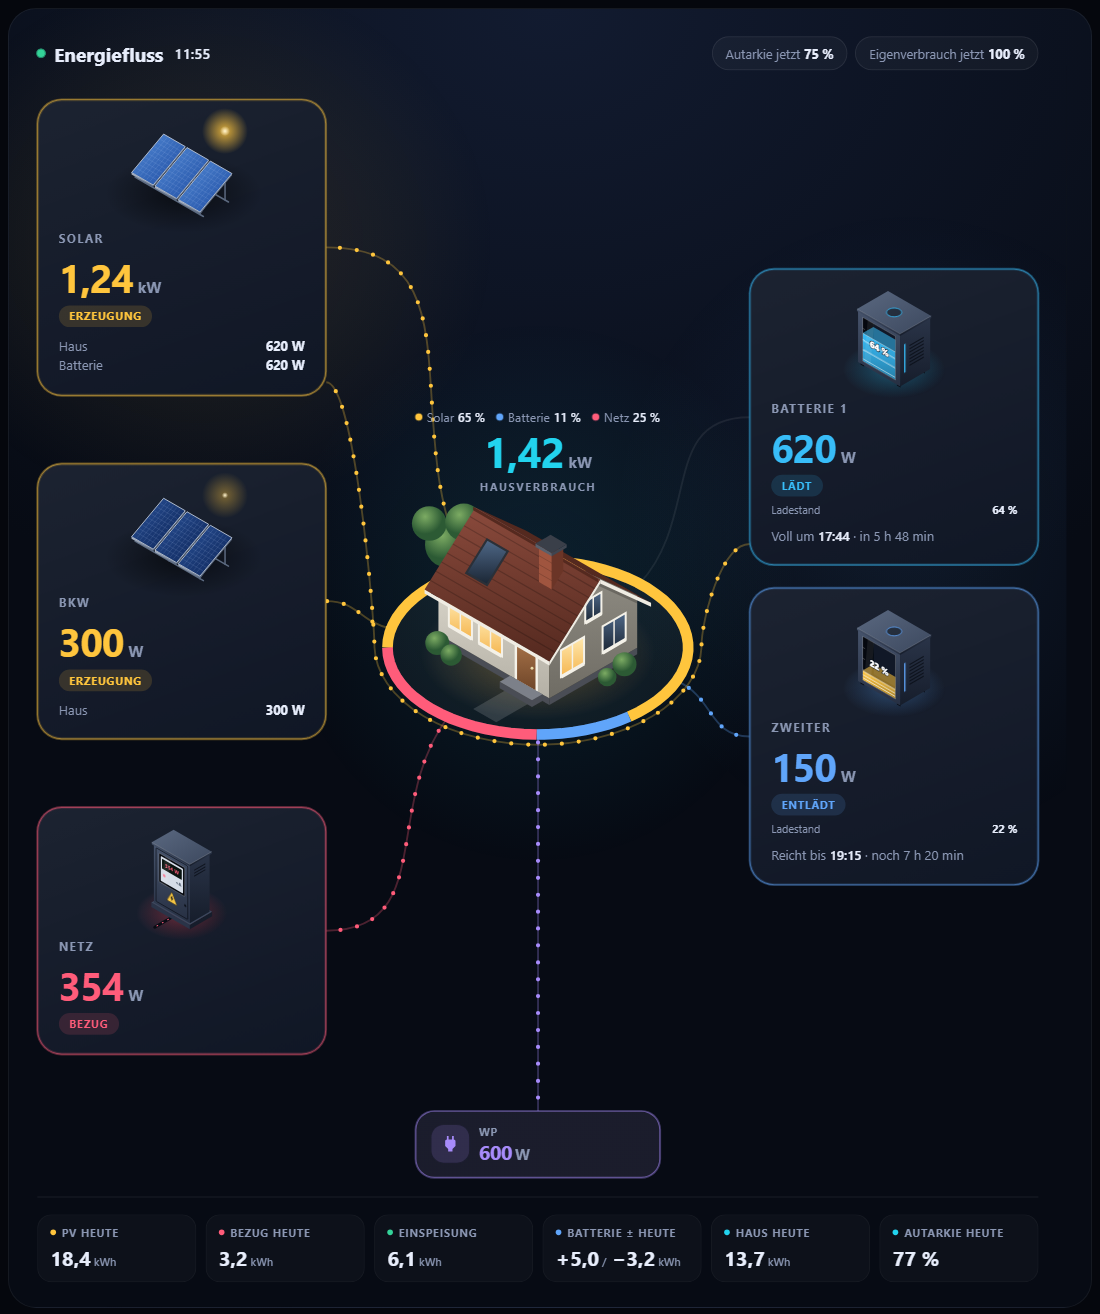 Energiefluss 11:55
Autarkie jetzt 75 %
Eigenverbrauch jetzt 100 %
SOLAR
1,24 kW
ERZEUGUNG
Haus 620 W
Batterie 620 W
BKW
300 W
ERZEUGUNG
Haus 300 W
354 W
NETZ
354 W
BEZUG
Solar 65 % Batterie 11 % Netz 25 %
1,42 kW
HAUSVERBRAUCH
64 %
BATTERIE 1
620 W
LÄDT
Ladestand 64 %
Voll um 17:44 · in 5 h 48 min
22 %
ZWEITER
150 W
ENTLÄDT
Ladestand 22 %
Reicht bis 19:15 · noch 7 h 20 min
WP
600 W
PV HEUTE
18,4 kWh
BEZUG HEUTE
3,2 kWh
EINSPEISUNG
6,1 kWh
BATTERIE ± HEUTE
+5,0 / −3,2 kWh
HAUS HEUTE
13,7 kWh
AUTARKIE HEUTE
77 %